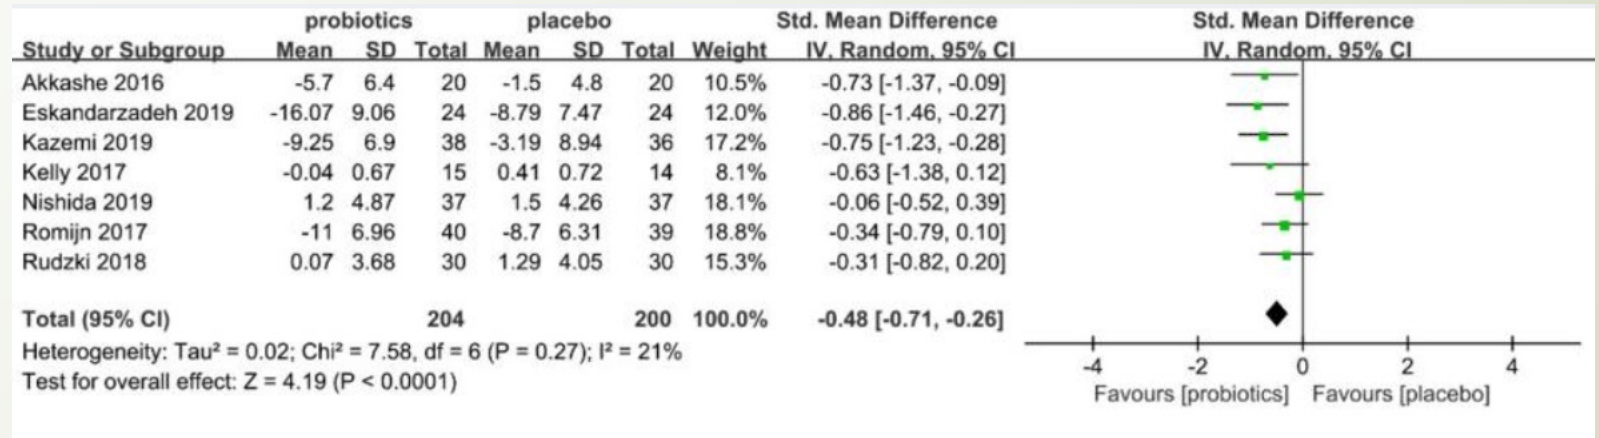 probiotics placebo Std. Mean Difference Std. Mean Difference
Study or Subgroup Mean SD Total Mean SD Total Weight IV, Random, 95% CI IV, Random, 95% CI
Akkashe 2016 -5.7 6.4 20 -1.5 4.8 20 10.5% -0.73 [-1.37, -0.09]
Eskandarzadeh 2019 -16.07 9.06 24 -8.79 7.47 24 12.0% -0.86 [-1.46, -0.27]
Kazemi 2019 -9.25 6.9 38 -3.19 8.94 36 17.2% -0.75 [-1.23, -0.28]
Kelly 2017 -0.04 0.67 15 0.41 0.72 14 8.1% -0.63 [-1.38, 0.12]
Nishida 2019 1.2 4.87 37 1.5 4.26 37 18.1% -0.06 [-0.52, 0.39]
Romijn 2017 -11 6.96 40 -8.7 6.31 39 18.8% -0.34 [-0.79, 0.10]
Rudzki 2018 0.07 3.68 30 1.29 4.05 30 15.3% -0.31 [-0.82, 0.20]
Total (95% CI) 204 200 100.0% -0.48 [-0.71, -0.26]
Heterogeneity: Tau² = 0.02; Chi² = 7.58, df = 6 (P = 0.27); I² = 21%
Test for overall effect: Z = 4.19 (P < 0.0001)
-4 -2 0 2 4
Favours [probiotics] Favours [placebo]